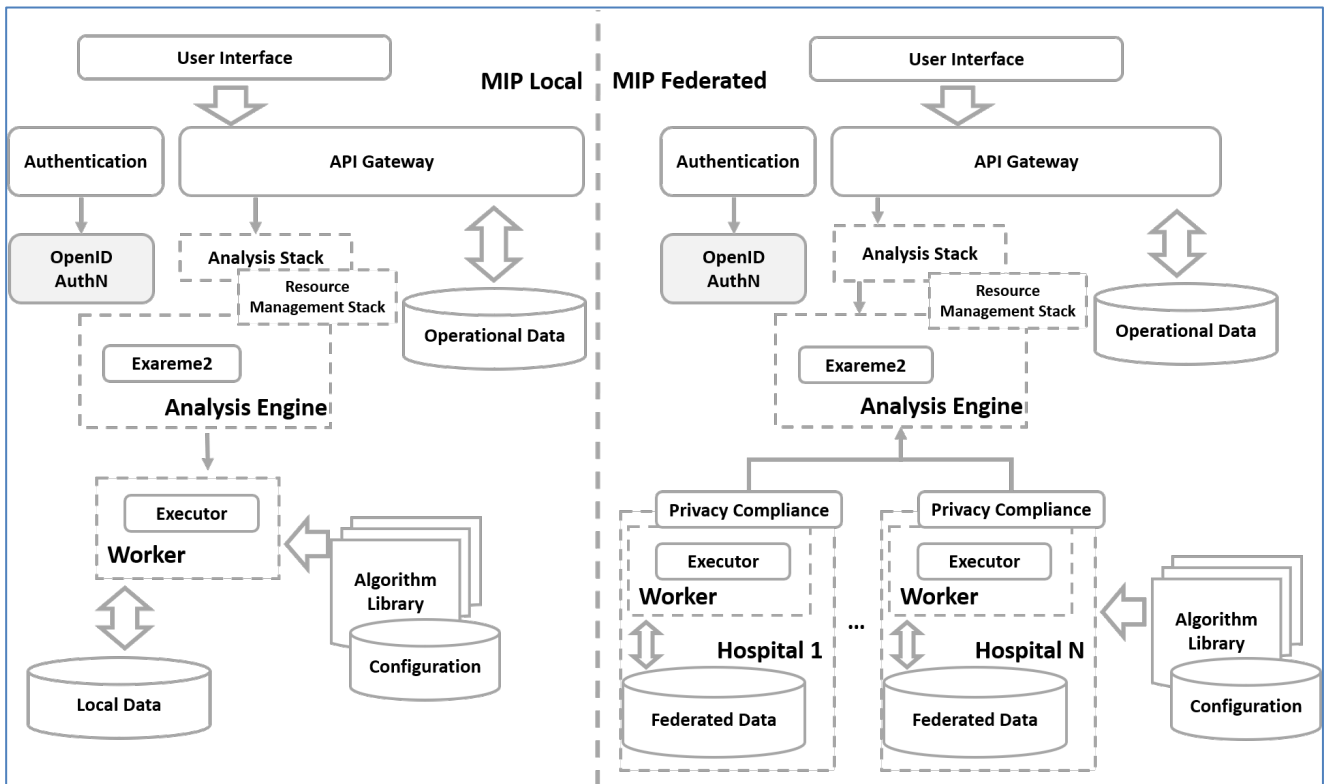 MIP Local
User Interface
Authentication
API Gateway
OpenID
AuthN
Analysis Stack
Resource
Management Stack
Operational Data
Exareme2
Analysis Engine
Executor
Worker
Algorithm
Library
Configuration
Local Data
MIP Federated
User Interface
Authentication
API Gateway
OpenID
AuthN
Analysis Stack
Resource
Management Stack
Operational Data
Exareme2
Analysis Engine
Privacy Compliance
Executor
Worker
Hospital 1
Federated Data
...
Privacy Compliance
Executor
Worker
Hospital N
Federated Data
Algorithm
Library
Configuration